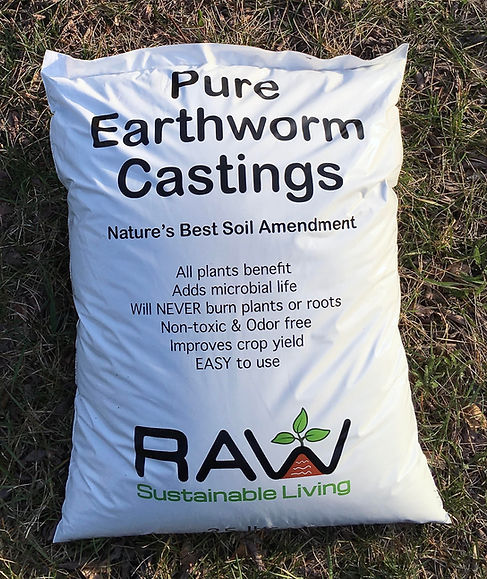 Pure
Earthworm
Castings
Nature's Best Soil Amendment
All plants benefit
Adds microbial life
Will NEVER burn plants or roots
Non-toxic & Odor free
Improves crop yield
EASY to use
RAW
Sustainable Living